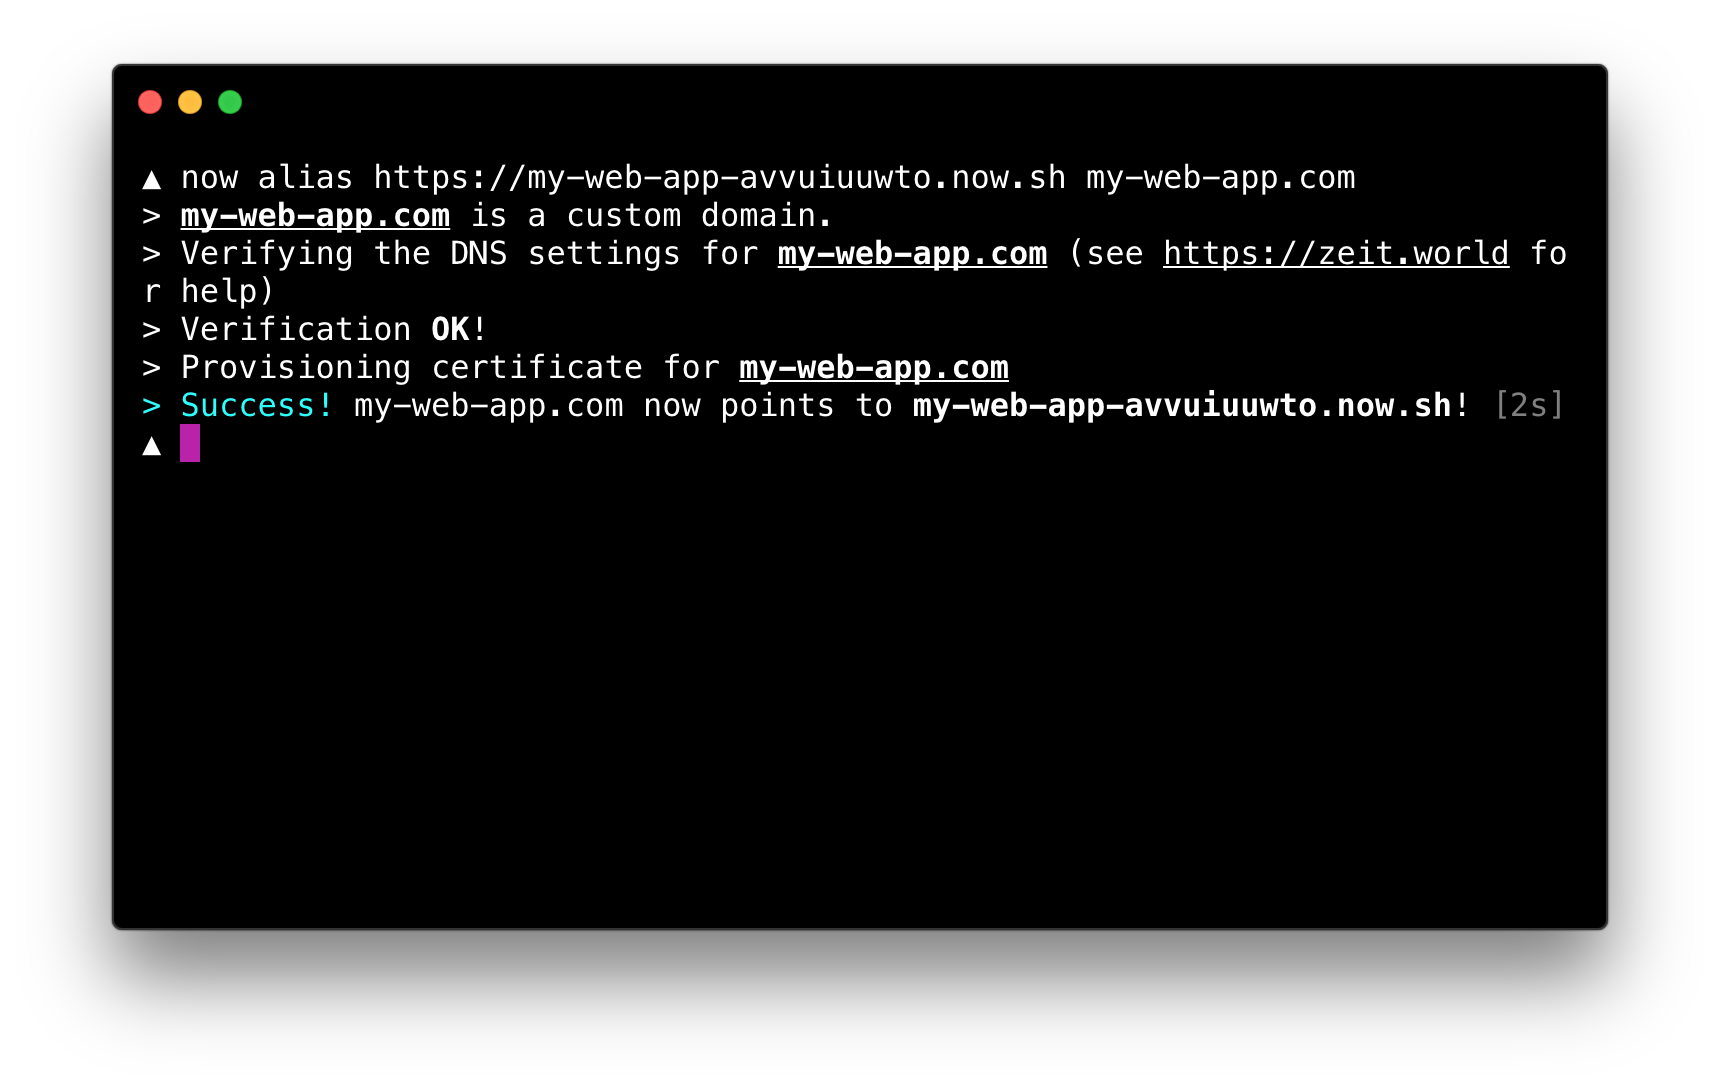 ▲ now alias https://my-web-app-avvuiuuwto.now.sh my-web-app.com
> my-web-app.com is a custom domain.
> Verifying the DNS settings for my-web-app.com (see https://zeit.world fo
r help)
> Verification OK!
> Provisioning certificate for my-web-app.com
> Success! my-web-app.com now points to my-web-app-avvuiuuwto.now.sh! [2s]
▲